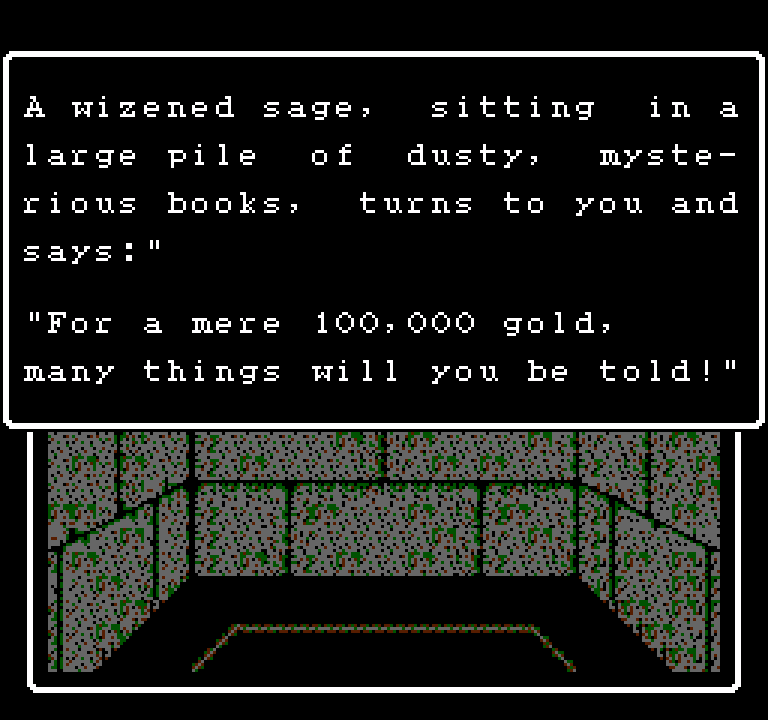 A wizened sage, sitting in a
large pile of dusty, myste-
rious books, turns to you and
says:"
"For a mere 100,000 gold,
many things will you be told!"